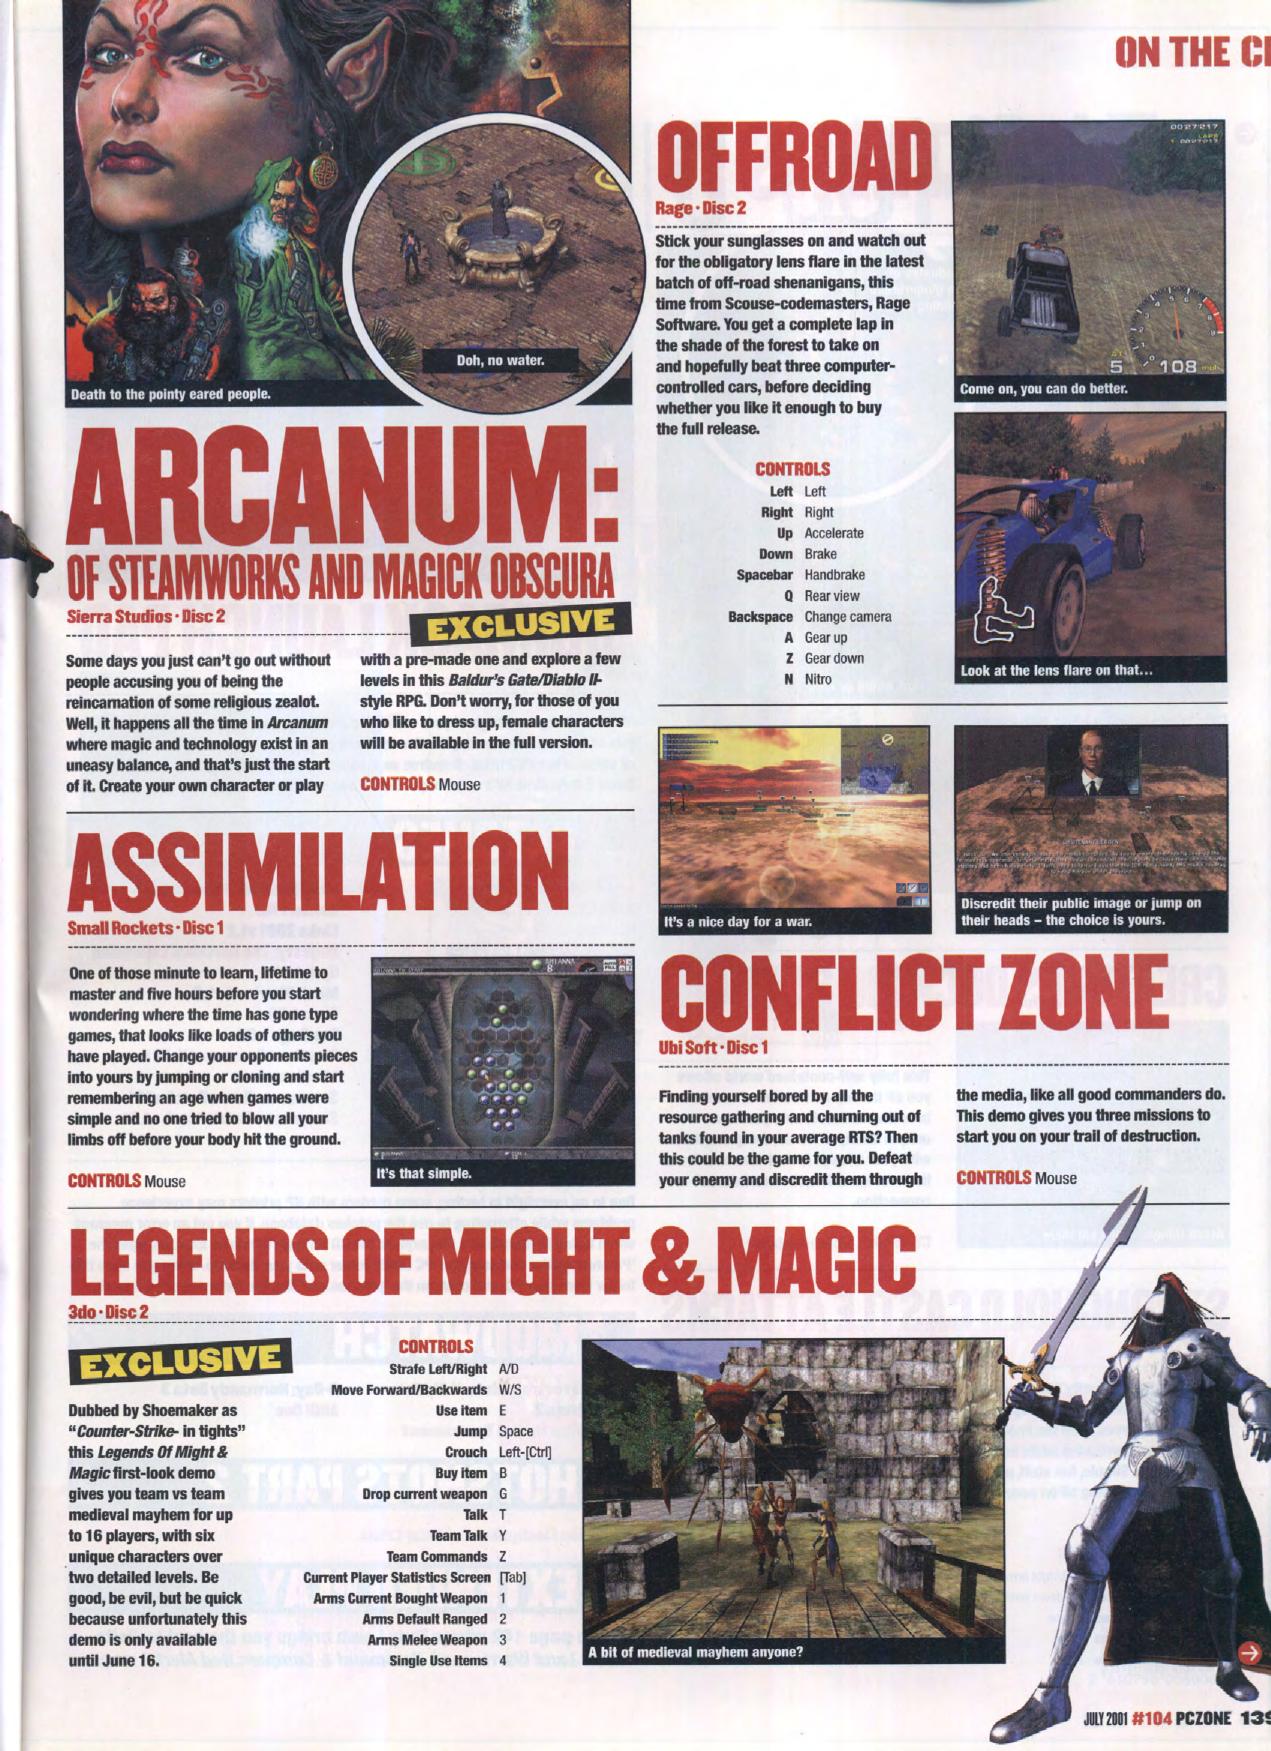 ON THE
Doh, no water.
Death to the pointy eared people.
ARCANUM:
OF STEAMWORKS AND MAGICK OBSCURA
Sierra Studios · Disc 2
EXCLUSIVE
Some days you just can't go out without
people accusing you of being the
reincarnation of some religious zealot.
Well, it happens all the time in Arcanum
where magic and technology exist in an
uneasy balance, and that's just the start
of it. Create your own character or play
with a pre-made one and explore a few
levels in this Baldur's Gate/Diablo II-
style RPG. Don't worry, for those of you
who like to dress up, female characters
will be available in the full version.
CONTROLS Mouse
ASSIMILATION
Small Rockets · Disc 1
One of those minute to learn, lifetime to
master and five hours before you start
wondering where the time has gone type
games, that looks like loads of others you
have played. Change your opponents pieces
into yours by jumping or cloning and start
remembering an age when games were
simple and no one tried to blow all your
limbs off before your body hit the ground.
CONTROLS Mouse
It's that simple.
OFFROAD
Rage · Disc 2
Stick your sunglasses on and watch out
for the obligatory lens flare in the latest
batch of off-road shenanigans, this
time from Scouse-codemasters, Rage
Software. You get a complete lap in
the shade of the forest to take on
and hopefully beat three computer-
controlled cars, before deciding
whether you like it enough to buy
the full release.
CONTROLS
Left Left
Right Right
Up Accelerate
Down Brake
Spacebar Handbrake
Q Rear view
Backspace Change camera
A Gear up
Z Gear down
N Nitro
00:27:217
5 108 mph
Come on, you can do better.
Look at the lens flare on that...
It's a nice day for a war.
Discredit their public image or jump on
their heads – the choice is yours.
CONFLICT ZONE
Ubi Soft · Disc 1
Finding yourself bored by all the
resource gathering and churning out of
tanks found in your average RTS? Then
this could be the game for you. Defeat
your enemy and discredit them through
the media, like all good commanders do.
This demo gives you three missions to
start you on your trail of destruction.
CONTROLS Mouse
LEGENDS OF MIGHT & MAGIC
3do · Disc 2
EXCLUSIVE
Dubbed by Shoemaker as
"Counter-Strike- in tights"
this Legends Of Might &
Magic first-look demo
gives you team vs team
medieval mayhem for up
to 16 players, with six
unique characters over
two detailed levels. Be
good, be evil, but be quick
because unfortunately this
demo is only available
until June 16.
CONTROLS
Strafe Left/Right A/D
Move Forward/Backwards W/S
Use item E
Jump Space
Crouch Left-[Ctrl]
Buy item B
Drop current weapon G
Talk T
Team Talk Y
Team Commands Z
Current Player Statistics Screen [Tab]
Arms Current Bought Weapon 1
Arms Default Ranged 2
Arms Melee Weapon 3
Single Use Items 4
A bit of medieval mayhem anyone?
JULY 2001 #104 PCZONE 139